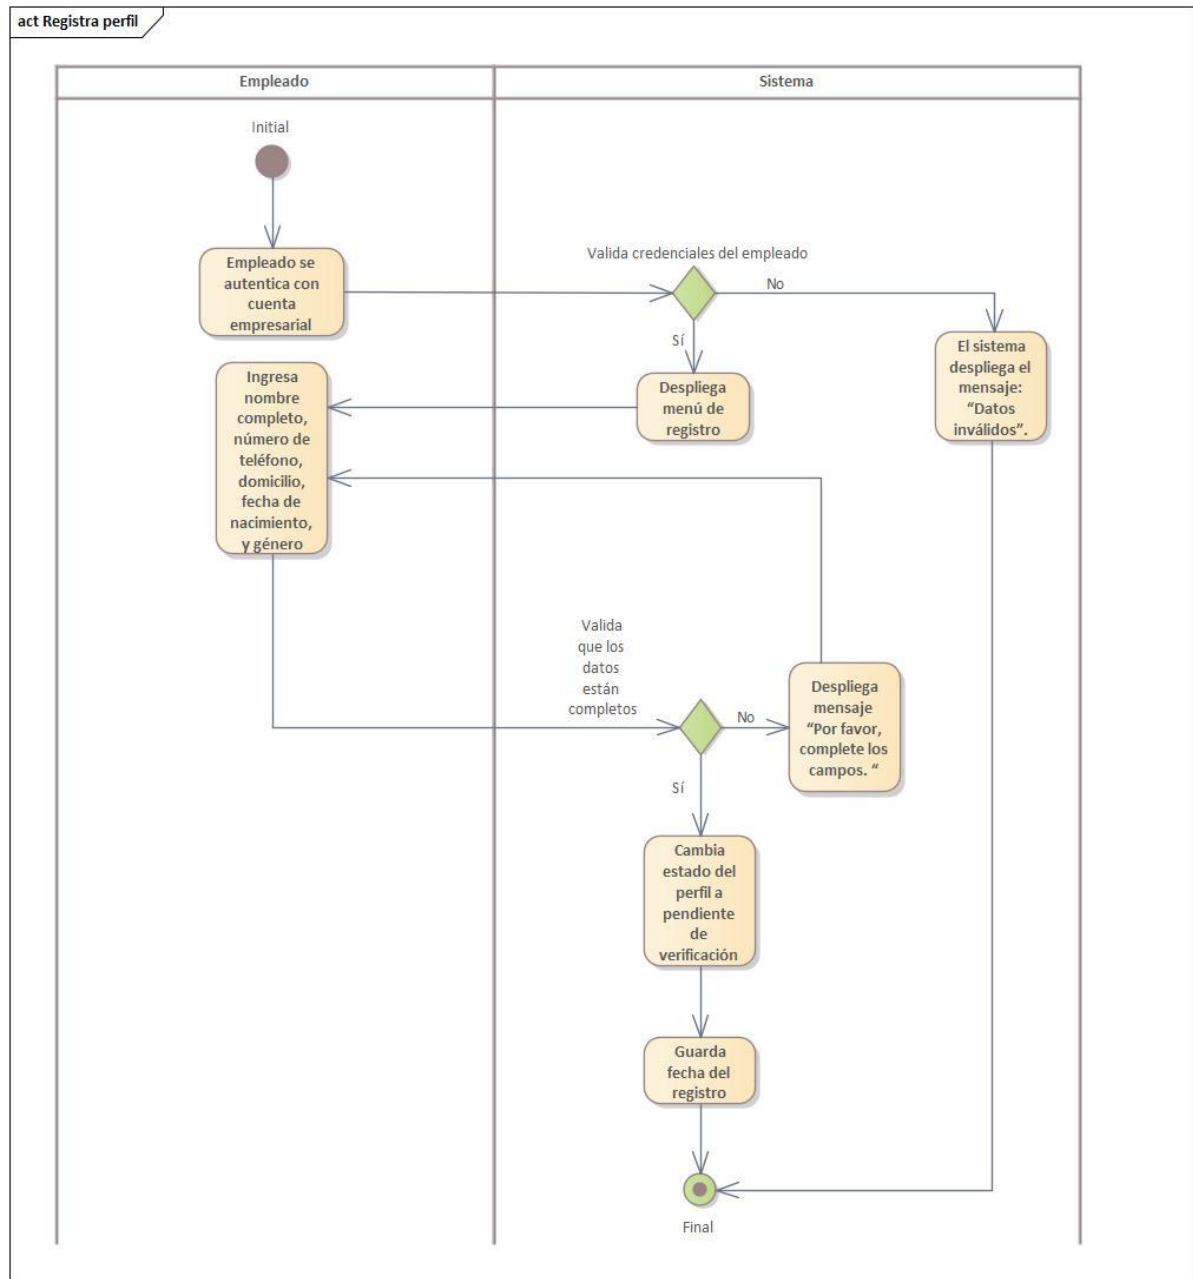 act Registra perfil
Empleado
Sistema
Initial
Empleado se
autentica con
cuenta
empresarial
Valida credenciales del empleado
No
Sí
El sistema
despliega el
mensaje:
“Datos
inválidos”.
Despliega
menú de
registro
Ingresa
nombre
completo,
número de
teléfono,
domicilio,
fecha de
nacimiento,
y género
Valida
que los
datos
están
completos
No
Despliega
mensaje
“Por favor,
complete los
campos. “
Sí
Cambia
estado del
perfil a
pendiente
de
verificación
Guarda
fecha del
registro
Final